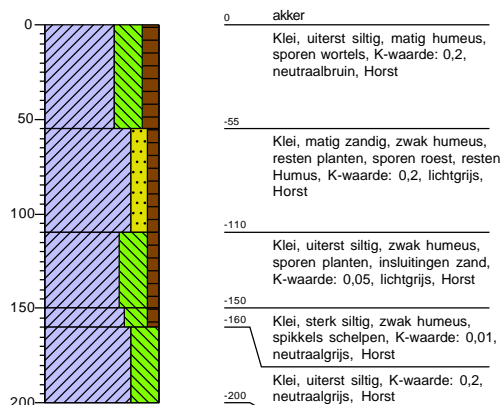 0
50
100
150
200
0 akker
Klei, uiterst siltig, matig humeus,
sporen wortels, K-waarde: 0,2,
neutraalbruin, Horst
-55
Klei, matig zandig, zwak humeus,
resten planten, sporen roest, resten
Humus, K-waarde: 0,2, lichtgrijs,
Horst
-110
Klei, uiterst siltig, zwak humeus,
sporen planten, insluitingen zand,
K-waarde: 0,05, lichtgrijs, Horst
-150
-160
Klei, sterk siltig, zwak humeus,
spikkels schelpen, K-waarde: 0,01,
neutraalgrijs, Horst
Klei, uiterst siltig, K-waarde: 0,2,
neutraalgrijs, Horst
-200